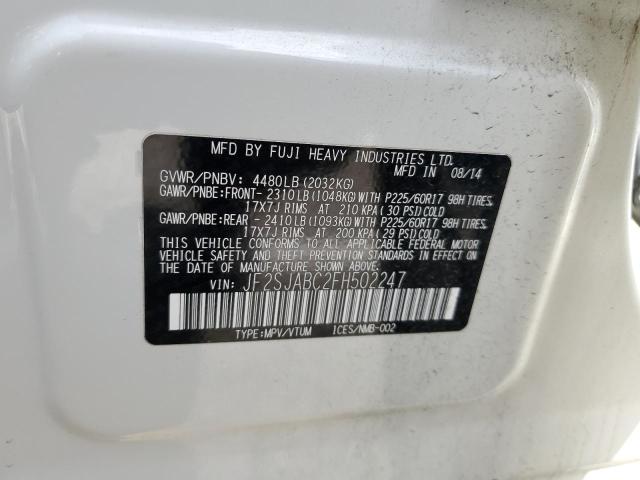 MFD BY FUJI HEAVY INDUSTRIES LTD.
MFD IN 08/14
GVWR/PNBV: 4480LB(2032KG)
GAWR/PNBE:FRONT-2310LB(1048KG)WITH P225/60R17 98H TIRES,
17X7J RIMS AT 210 KPA(30 PSI)COLD
GAWR/PNBE:REAR -2410LB(1093KG)WITH P225/60R17 98H TIRES,
17X7J RIMS AT 200 KPA(29 PSI)COLD
THIS VEHICLE CONFORMS TO ALL APPLICABLE FEDERAL MOTOR
VEHICLE SAFETY AND THEFT PREVENTION STANDARDS IN EFFECT ON
THE DATE OF MANUFACTURE SHOWN ABOVE.
VIN: JF2SJABC2FH502247
TYPE:MPV/VTUM ICES/NMB-002